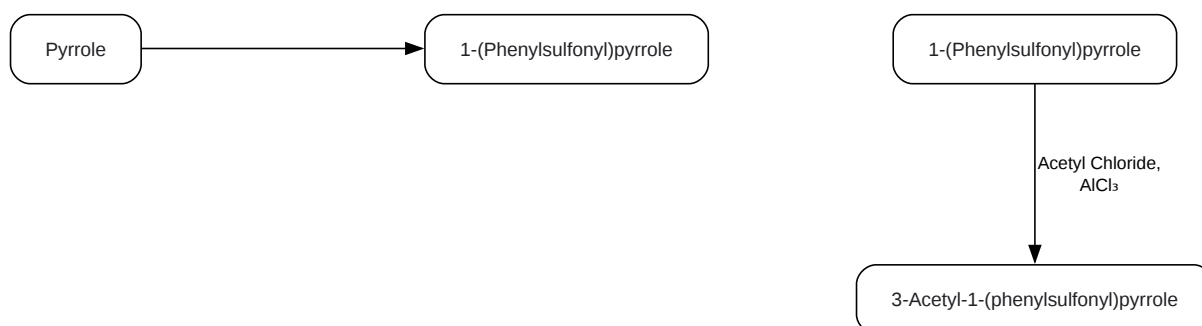 Pyrrole
1-(Phenylsulfonyl)pyrrole
1-(Phenylsulfonyl)pyrrole
Acetyl Chloride,
AlCl₃
3-Acetyl-1-(phenylsulfonyl)pyrrole